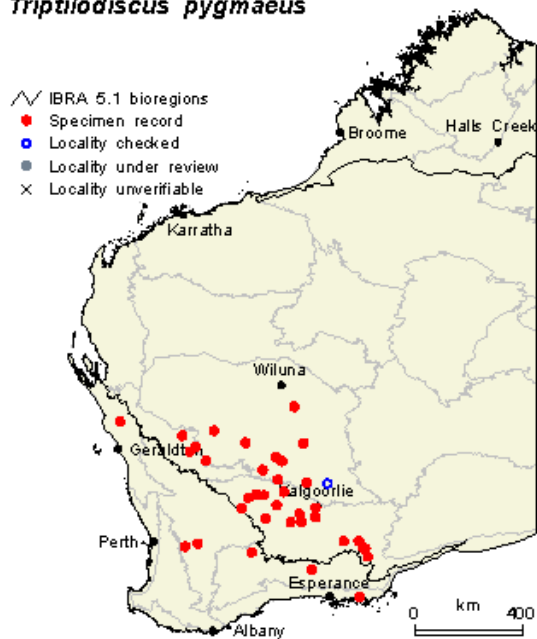 Triptilodiscus pygmaeus
IBRA 5.1 bioregions
Specimen record
Locality checked
Locality under review
Locality unverifiable
Broome
Halls Creek
Karratha
Wiluna
Geraldton
Kalgoorlie
Perth
Esperance
Albany
0 km 400